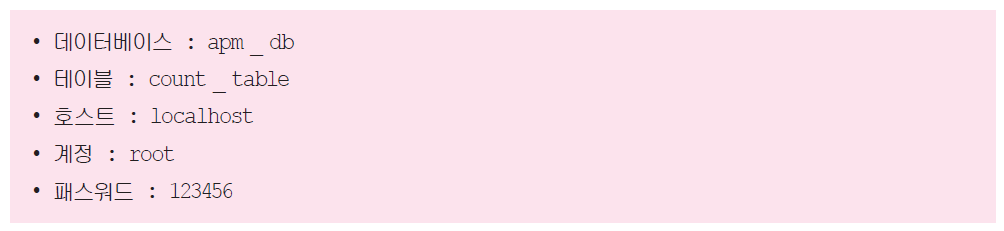 • 데이터베이스 : apm _ db
• 테이블 : count _ table
• 호스트 : localhost
• 계정 : root
• 패스워드 : 123456